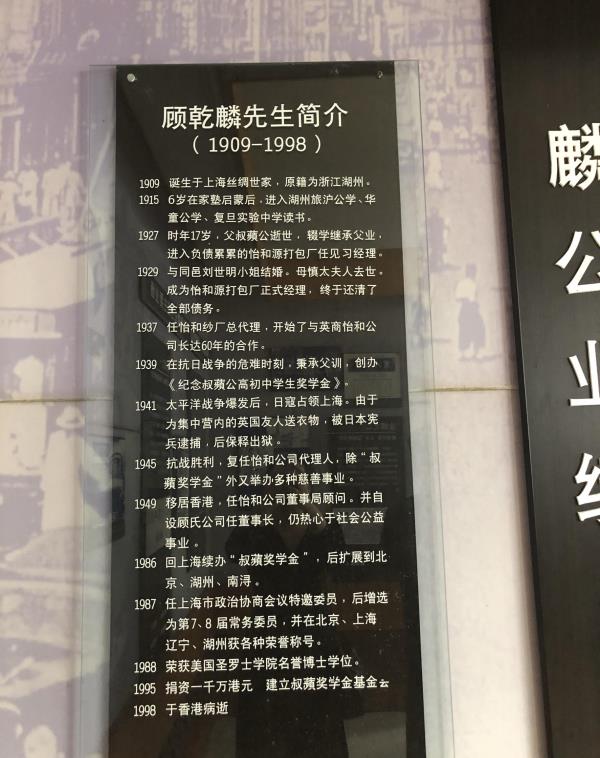 顾乾麟先生简介
（1909-1998）
1909 诞生于上海丝绸世家，原籍为浙江湖州。
1915 6岁在家塾启蒙后，进入湖州旅沪公学、华
童公学、复旦实验中学读书。
1927 时年17岁，父叔蘋公逝世，辍学继承父业，
进入负债累累的怡和源打包厂任见习经理。
1929 与同邑刘世明小姐结婚。母慎太夫人去世。
成为怡和源打包厂正式经理，终于还清了
全部债务。
1937 任怡和纱厂总代理，开始了与英商怡和公
司长达60年的合作。
1939 在抗日战争的危难时刻，秉承父训，创办
《纪念叔蘋公高初中学生奖学金》。
1941 太平洋战争爆发后，日寇占领上海。由于
为集中营内的英国友人送衣物，被日本宪
兵逮捕，后保释出狱。
1945 抗战胜利，复任怡和公司代理人，除“叔
蘋奖学金”外又举办多种慈善事业。
1949 移居香港，任怡和公司董事局顾问。并自
设顾氏公司任董事长，仍热心于社会公益
事业。
1986 回上海续办“叔蘋奖学金”，后扩展到北
京、湖州、南浔。
1987 任上海市政治协商会议特邀委员，后增选
为第7、8届常务委员，并在北京、上海
辽宁、湖州获各种荣誉称号。
1988 荣获美国圣罗士学院名誉博士学位。
1995 捐资一千万港元 建立叔蘋奖学金基金会
1998 于香港病逝
麟
公
业